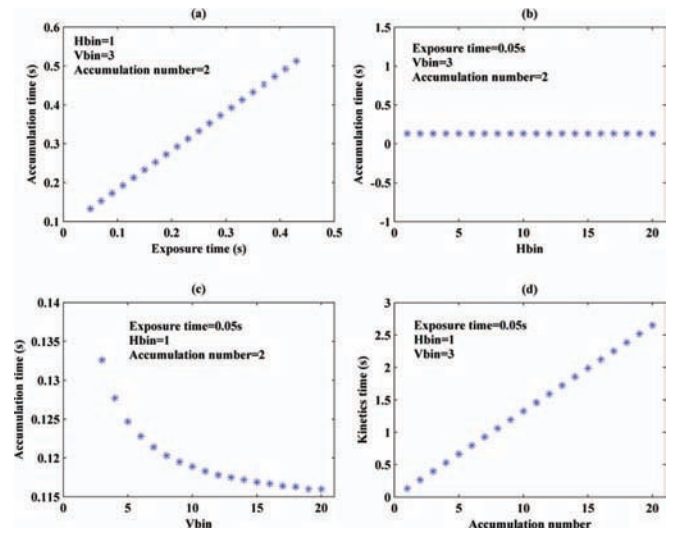 (a)
Hbin=1
Vbin=3
Accumulation number=2
Accumulation time (s)
0.6
0.5
0.4
0.3
0.2
0.1
0 0.1 0.2 0.3 0.4 0.5
Exposure time (s)
(b)
Exposure time=0.05s
Vbin=3
Accumulation number=2
Accumulation time (s)
1.5
1
0.5
0
-0.5
-1
0 5 10 15 20
Hbin
(c)
Exposure time=0.05s
Hbin=1
Accumulation number=2
Accumulation time (s)
0.14
0.135
0.13
0.125
0.12
0.115
0 5 10 15 20
Vbin
(d)
Exposure time=0.05s
Hbin=1
Vbin=3
Kinetics time (s)
3
2.5
2
1.5
1
0.5
0
0 5 10 15 20
Accumulation number